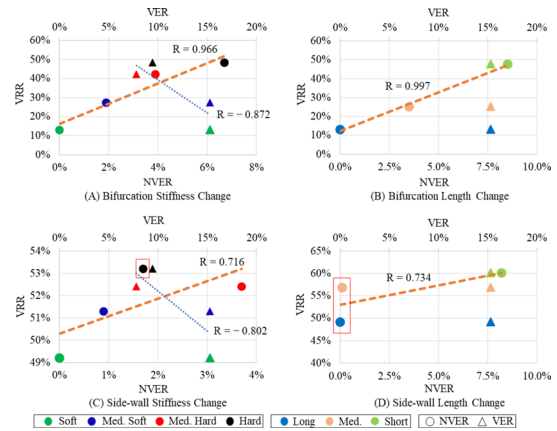 VER
0% 5% 10% 15% 20%
60%
50%
40%
30%
20%
10%
0%
VRR
R = 0.966
R = − 0.872
0% 2% 4% 6% 8%
NVER
(A) Bifurcation Stiffness Change
VER
0% 5% 10% 15% 20%
60%
50%
40%
30%
20%
10%
0%
VRR
R = 0.997
0.0% 2.5% 5.0% 7.5% 10.0%
NVER
(B) Bifurcation Length Change
VER
0% 5% 10% 15% 20%
54%
53%
52%
51%
50%
49%
VRR
R = 0.716
R = − 0.802
0% 1% 2% 3% 4%
NVER
(C) Side-wall Stiffness Change
VER
0% 5% 10% 15% 20%
65%
60%
55%
50%
45%
40%
VRR
R = 0.734
0.0% 2.5% 5.0% 7.5% 10.0%
NVER
(D) Side-wall Length Change
Soft Med. Soft Med. Hard Hard Long Med. Short NVER VER